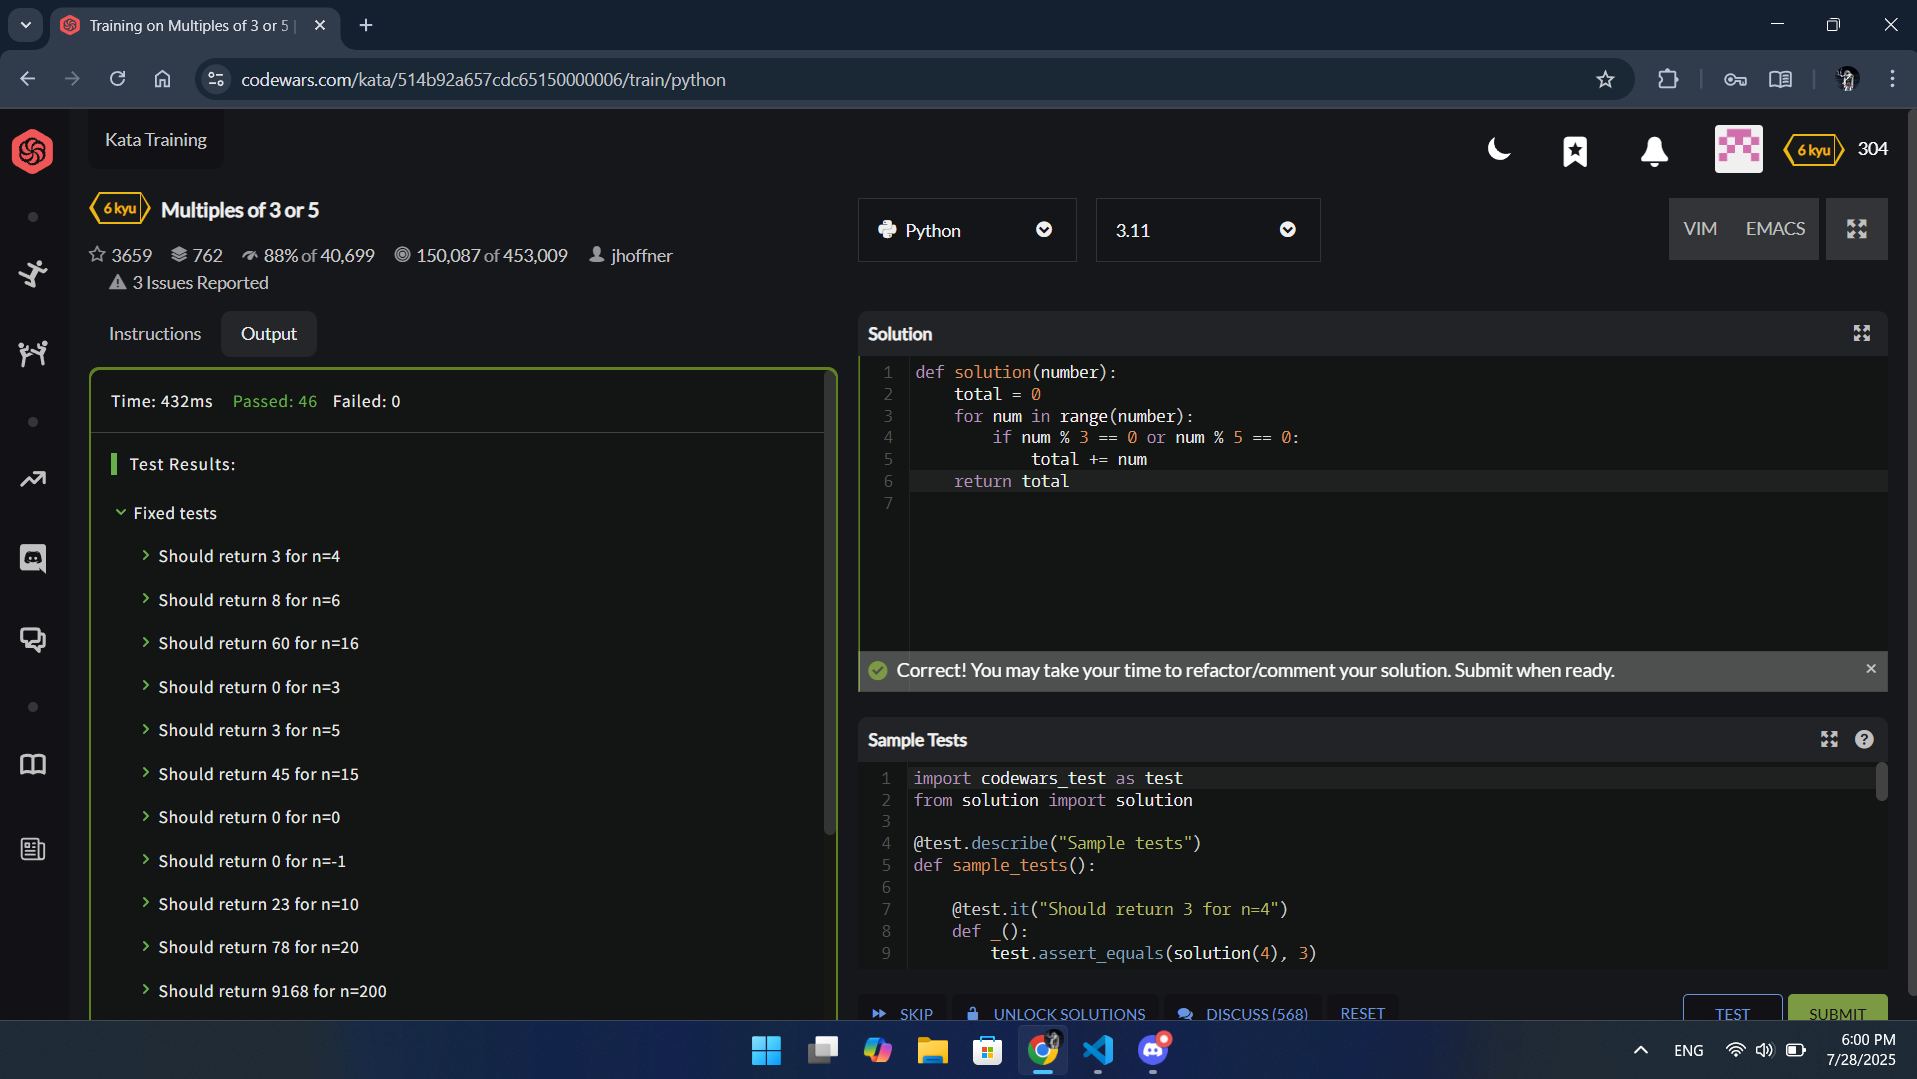 Training on Multiples of 3 or 5 |
codewars.com/kata/514b92a657cdc65150000006/train/python
Kata Training
6 kyu
304
6 kyu Multiples of 3 or 5
3659 762 88% of 40,699 150,087 of 453,009 jhoffner
3 Issues Reported
Python
3.11
VIM EMACS
Instructions Output
Time: 432ms Passed: 46 Failed: 0
Test Results:
Fixed tests
Should return 3 for n=4
Should return 8 for n=6
Should return 60 for n=16
Should return 0 for n=3
Should return 3 for n=5
Should return 45 for n=15
Should return 0 for n=0
Should return 0 for n=-1
Should return 23 for n=10
Should return 78 for n=20
Should return 9168 for n=200
Solution
1 def solution(number):
2     total = 0
3     for num in range(number):
4         if num % 3 == 0 or num % 5 == 0:
5             total += num
6     return total
7
Correct! You may take your time to refactor/comment your solution. Submit when ready.
Sample Tests
1 import codewars_test as test
2 from solution import solution
3
4 @test.describe("Sample tests")
5 def sample_tests():
6
7     @test.it("Should return 3 for n=4")
8     def _():
9         test.assert_equals(solution(4), 3)
SKIP UNLOCK SOLUTIONS DISCUSS (568) RESET TEST SUBMIT
ENG
6:00 PM
7/28/2025